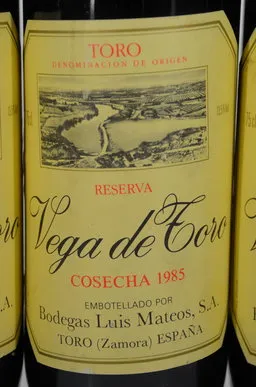 TORO
DENOMINACION DE ORIGEN
RESERVA
Vega de Toro
COSECHA 1985
EMBOTELLADO POR
Bodegas Luis Mateos, S.A.
TORO (Zamora) ESPAÑA